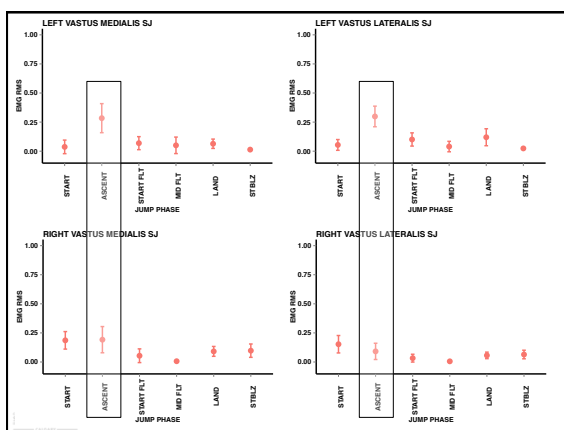 LEFT VASTUS MEDIALIS SJ
1.00
0.75
0.50
0.25
0.00
EMG RMS
START
ASCENT
START FLT
MID FLT
LAND
STBLZ
JUMP PHASE
LEFT VASTUS LATERALIS SJ
1.00
0.75
0.50
0.25
0.00
EMG RMS
START
ASCENT
START FLT
MID FLT
LAND
STBLZ
JUMP PHASE
RIGHT VASTUS MEDIALIS SJ
1.00
0.75
0.50
0.25
0.00
EMG RMS
START
ASCENT
START FLT
MID FLT
LAND
STBLZ
JUMP PHASE
RIGHT VASTUS LATERALIS SJ
1.00
0.75
0.50
0.25
0.00
EMG RMS
START
ASCENT
START FLT
MID FLT
LAND
STBLZ
JUMP PHASE